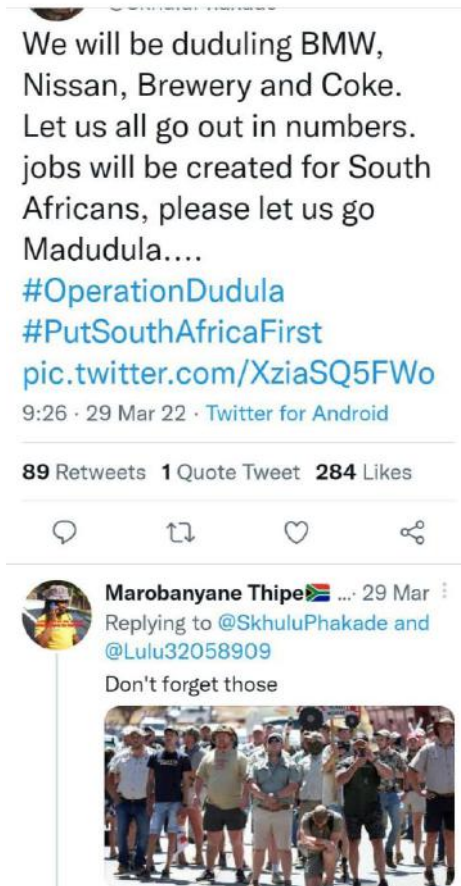 We will be duduling BMW,
Nissan, Brewery and Coke.
Let us all go out in numbers.
jobs will be created for South
Africans, please let us go
Madudula....
#OperationDudula
#PutSouthAfricaFirst
pic.twitter.com/XziaSQ5FWo
9:26 · 29 Mar 22 · Twitter for Android
89 Retweets 1 Quote Tweet 284 Likes
Marobanyane Thipe🇿🇦 ...· 29 Mar
Replying to @SkhuluPhakade and
@Lulu32058909
Don't forget those